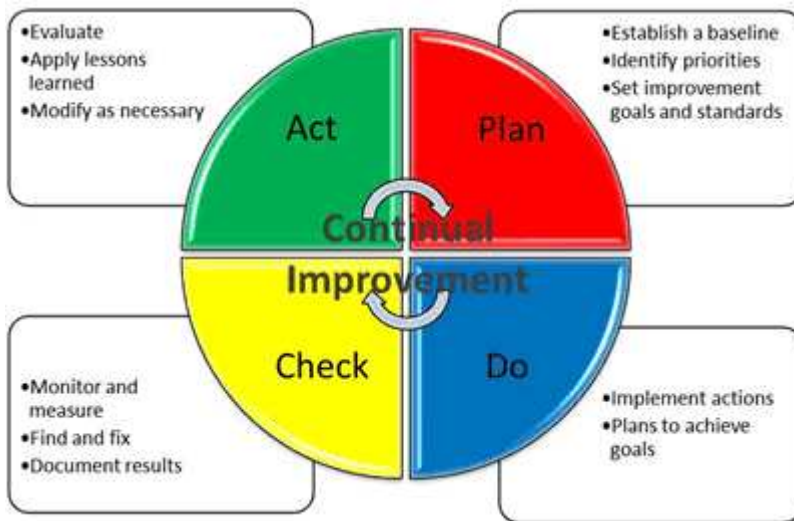 •Evaluate
•Apply lessons
learned
•Modify as necessary
Act
•Establish a baseline
•Identify priorities
•Set improvement
goals and standards
Plan
Continual
Improvement
•Monitor and
measure
•Find and fix
•Document results
Check
•Implement actions
•Plans to achieve
goals
Do